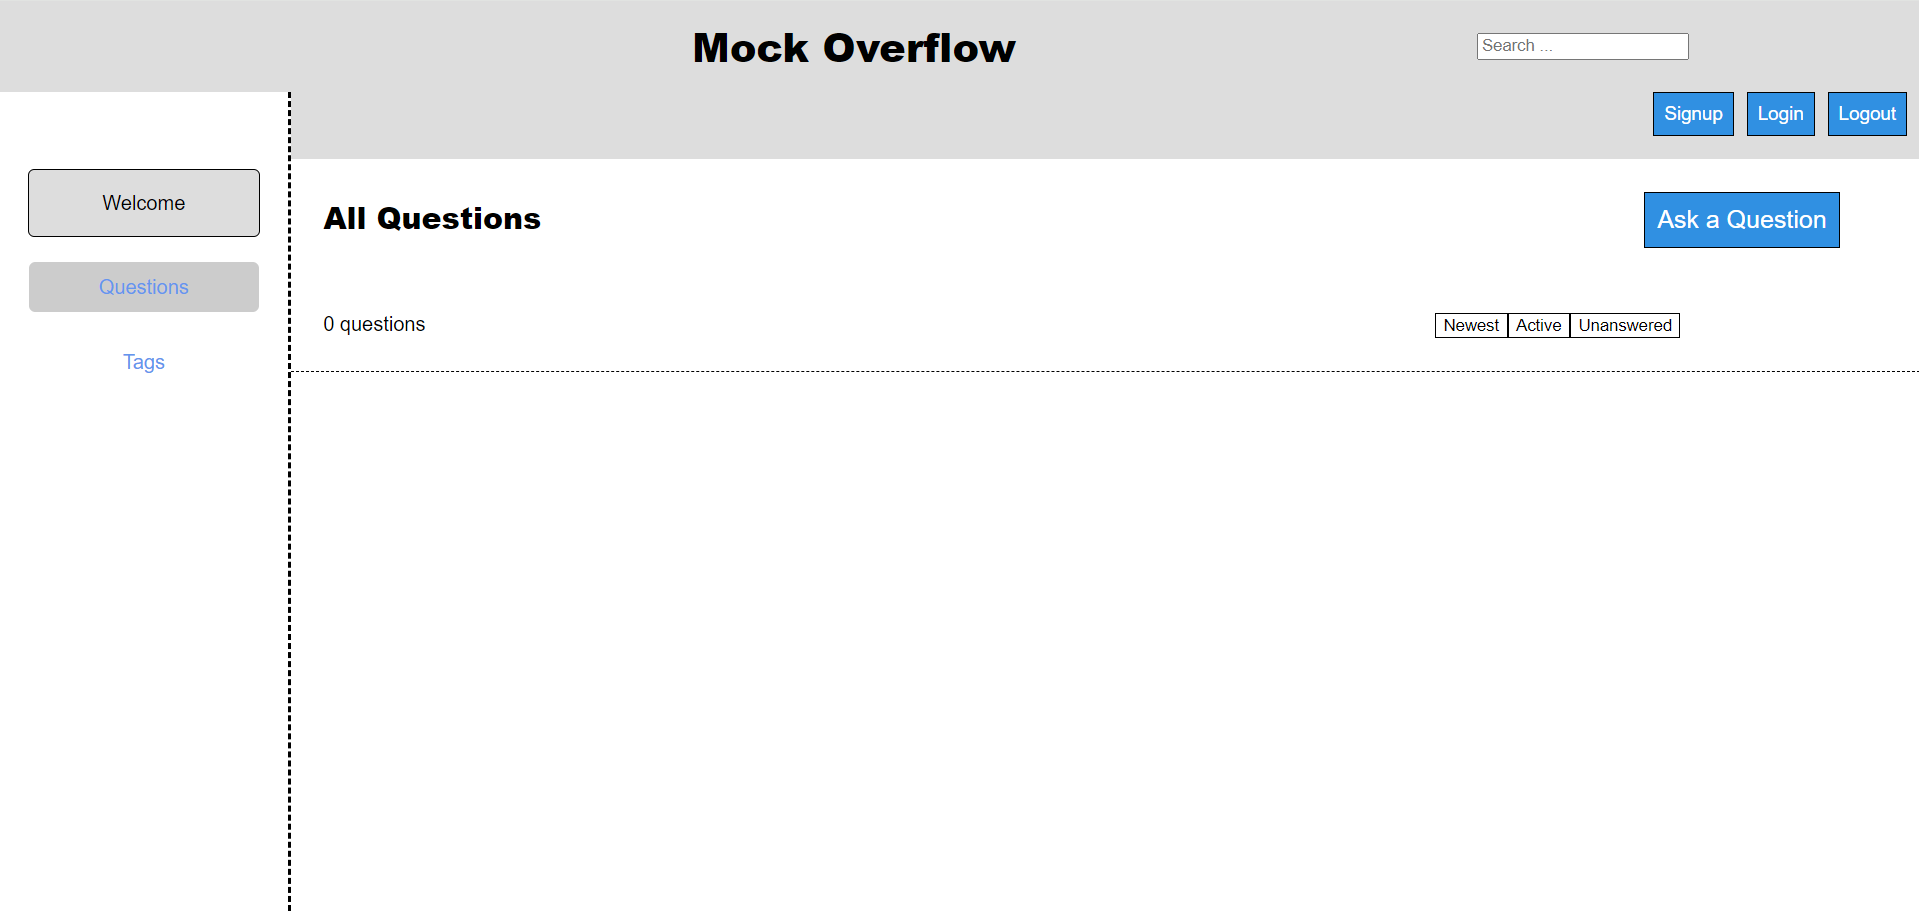 Mock Overflow
Search ...
Signup Login Logout
Welcome
Questions
Tags
All Questions
Ask a Question
0 questions
Newest Active Unanswered